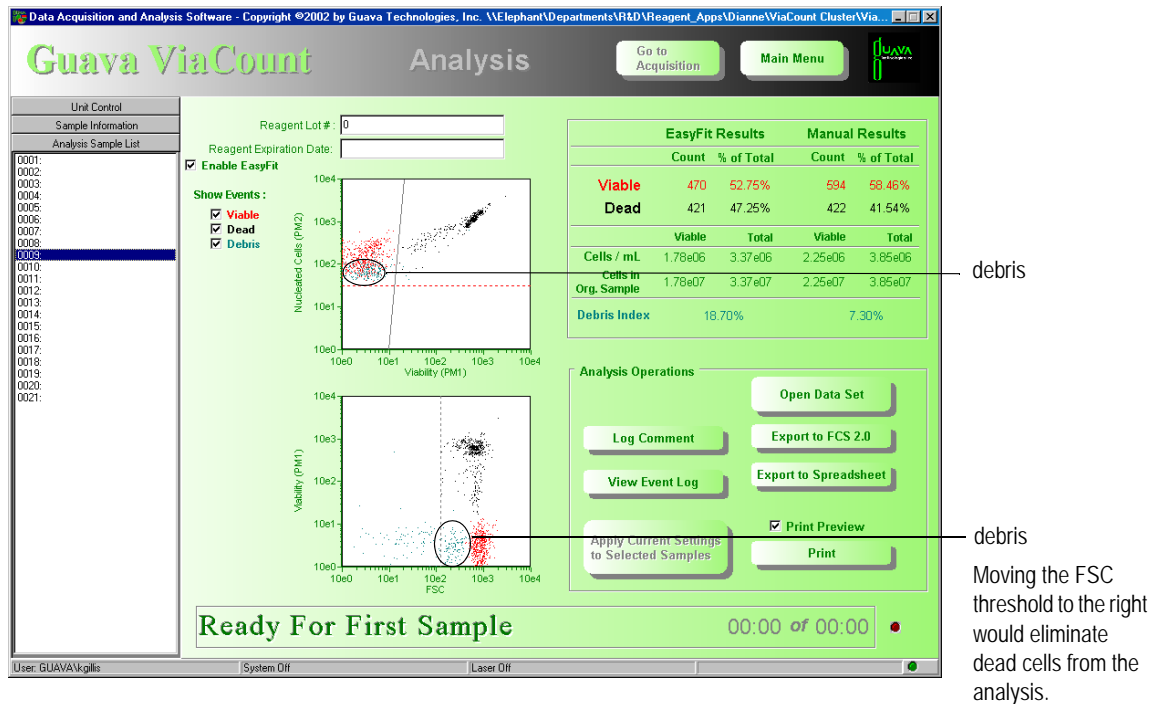 Data Acquisition and Analysis Software - Copyright ©2002 by Guava Technologies, Inc. \\Elephant\Departments\R&D\Reagent_Apps\Dianne\ViaCount Cluster\Via...
Guava ViaCount
Analysis
Go to
Acquisition
Main Menu
GUAVA
technologies inc
Unit Control
Sample Information
Analysis Sample List
0001:
0002:
0003:
0004:
0005:
0006:
0007:
0008:
0009:
0010:
0011:
0012:
0013:
0014:
0015:
0016:
0017:
0018:
0019:
0020:
0021:
Reagent Lot # : 0
Reagent Expiration Date:
Enable EasyFit
Show Events :
Viable
Dead
Debris
10e4
10e3
10e2
10e1
10e0
Nucleated Cells (PM2)
10e0 10e1 10e2 10e3 10e4
Viability (PM1)
10e4
10e3
10e2
10e1
10e0
Viability (PM1)
10e0 10e1 10e2 10e3 10e4
FSC
EasyFit Results Manual Results
Count % of Total Count % of Total
Viable 470 52.75% 594 58.46%
Dead 421 47.25% 422 41.54%
Viable Total Viable Total
Cells / mL 1.78e06 3.37e06 2.25e06 3.85e06
Cells in
Org. Sample 1.78e07 3.37e07 2.25e07 3.85e07
Debris Index 18.70% 7.30%
Analysis Operations
Open Data Set
Log Comment
Export to FCS 2.0
View Event Log
Export to Spreadsheet
Apply Current Settings
to Selected Samples
Print Preview
Print
Ready For First Sample
00:00 of 00:00
User: GUAVA\kgillis
System Off
Laser Off
debris
debris
Moving the FSC
threshold to the right
would eliminate
dead cells from the
analysis.